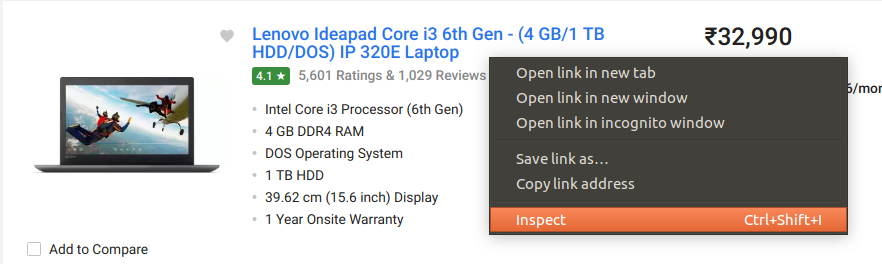 Lenovo Ideapad Core i3 6th Gen - (4 GB/1 TB
HDD/DOS) IP 320E Laptop
₹32,990
4.1 ★ 5,601 Ratings & 1,029 Reviews
Intel Core i3 Processor (6th Gen)
4 GB DDR4 RAM
DOS Operating System
1 TB HDD
39.62 cm (15.6 inch) Display
1 Year Onsite Warranty
Add to Compare
Open link in new tab
Open link in new window
Open link in incognito window
Save link as...
Copy link address
Inspect Ctrl+Shift+I